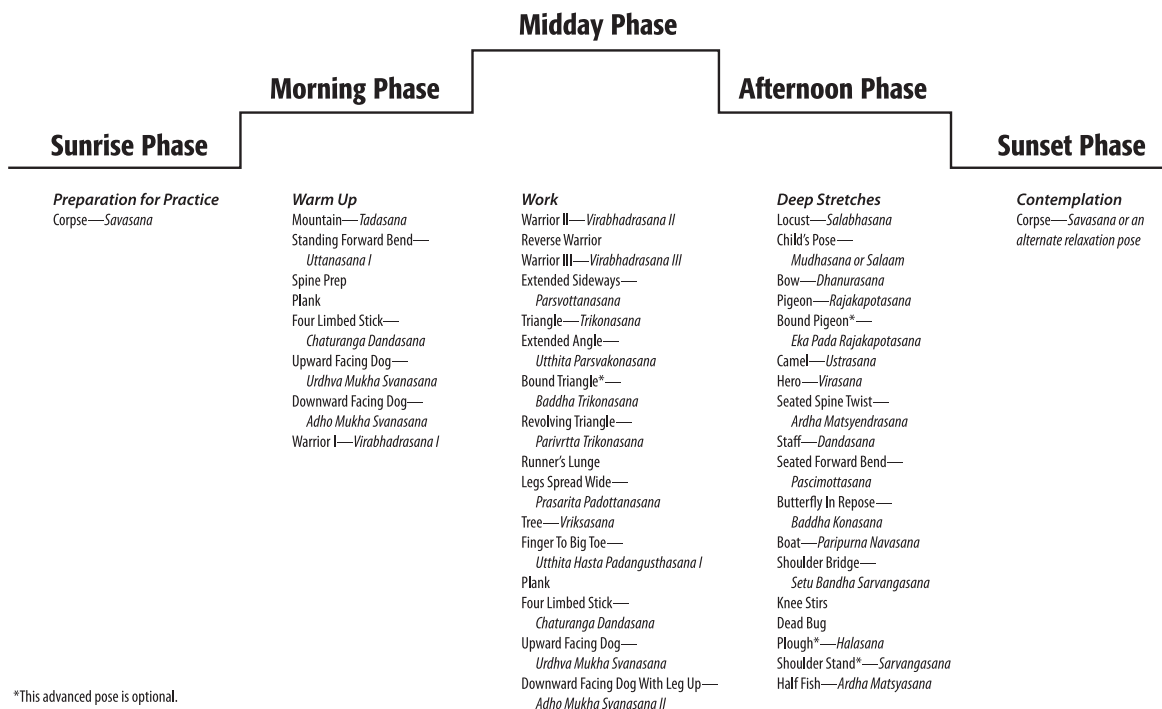 Midday Phase
Morning Phase
Afternoon Phase
Sunrise Phase
Sunset Phase
Preparation for Practice
Corpse—Savasana
Warm Up
Mountain—Tadasana
Standing Forward Bend—
Uttanasana I
Spine Prep
Plank
Four Limbed Stick—
Chaturanga Dandasana
Upward Facing Dog—
Urdhva Mukha Svanasana
Downward Facing Dog—
Adho Mukha Svanasana
Warrior I—Virabhadrasana I
Work
Warrior II—Virabhadrasana II
Reverse Warrior
Warrior III—Virabhadrasana III
Extended Sideways—
Parsvottanasana
Triangle—Trikonasana
Extended Angle—
Utthita Parsvakonasana
Bound Triangle*—
Baddha Trikonasana
Revolving Triangle—
Parivrtta Trikonasana
Runner's Lunge
Legs Spread Wide—
Prasarita Padottanasana
Tree—Vriksasana
Finger To Big Toe—
Utthita Hasta Padangusthasana I
Plank
Four Limbed Stick—
Chaturanga Dandasana
Upward Facing Dog—
Urdhva Mukha Svanasana
Downward Facing Dog With Leg Up—
Adho Mukha Svanasana II
Deep Stretches
Locust—Salabhasana
Child's Pose—
Mudhasana or Salaam
Bow—Dhanurasana
Pigeon—Rajakapotasana
Bound Pigeon*—
Eka Pada Rajakapotasana
Camel—Ustrasana
Hero—Virasana
Seated Spine Twist—
Ardha Matsyendrasana
Staff—Dandasana
Seated Forward Bend—
Pascimottasana
Butterfly In Repose—
Baddha Konasana
Boat—Paripurna Navasana
Shoulder Bridge—
Setu Bandha Sarvangasana
Knee Stirs
Dead Bug
Plough*—Halasana
Shoulder Stand*—Sarvangasana
Half Fish—Ardha Matsyasana
Contemplation
Corpse—Savasana or an
alternate relaxation pose
*This advanced pose is optional.